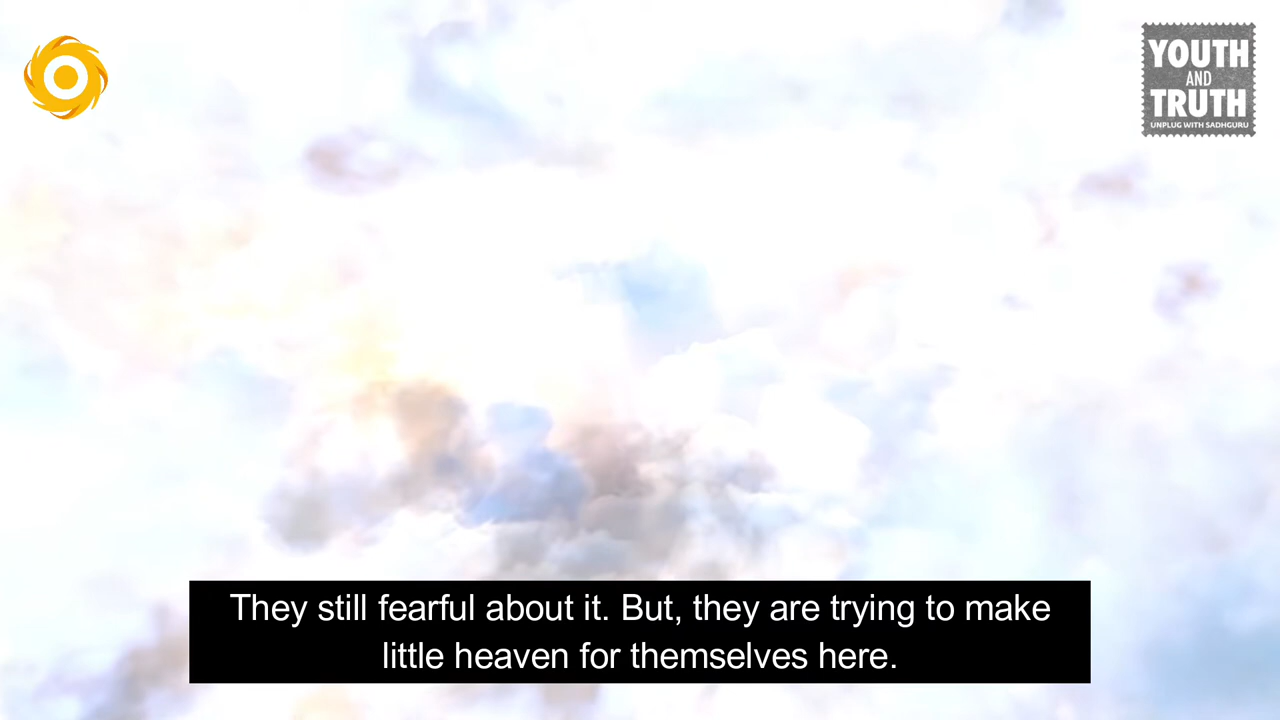 YOUTH
AND
TRUTH
UNPLUG WITH SADHGURU
They still fearful about it. But, they are trying to make
little heaven for themselves here.